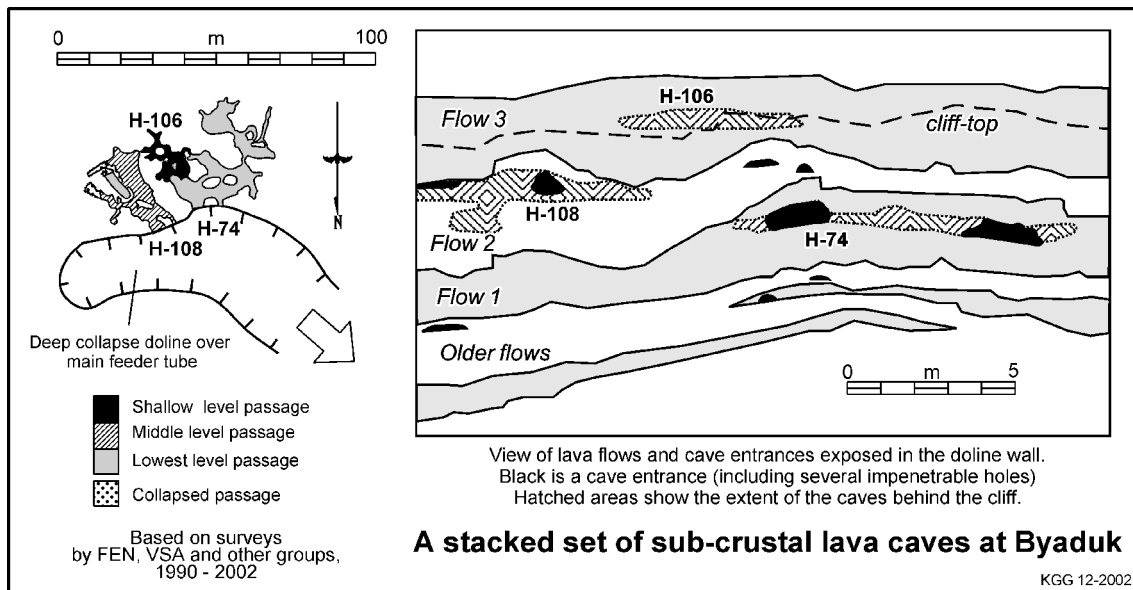 0 m 100
H-106
N
H-108
H-74
Deep collapse doline over
main feeder tube
Shallow level passage
Middle level passage
Lowest level passage
Collapsed passage
Based on surveys
by FEN, VSA and other groups,
1990 - 2002
H-106
Flow 3
cliff-top
H-108
Flow 2
H-74
Flow 1
Older flows
0 m 5
View of lava flows and cave entrances exposed in the doline wall.
Black is a cave entrance (including several impenetrable holes)
Hatched areas show the extent of the caves behind the cliff.
A stacked set of sub-crustal lava caves at Byaduk
KGG 12-2002